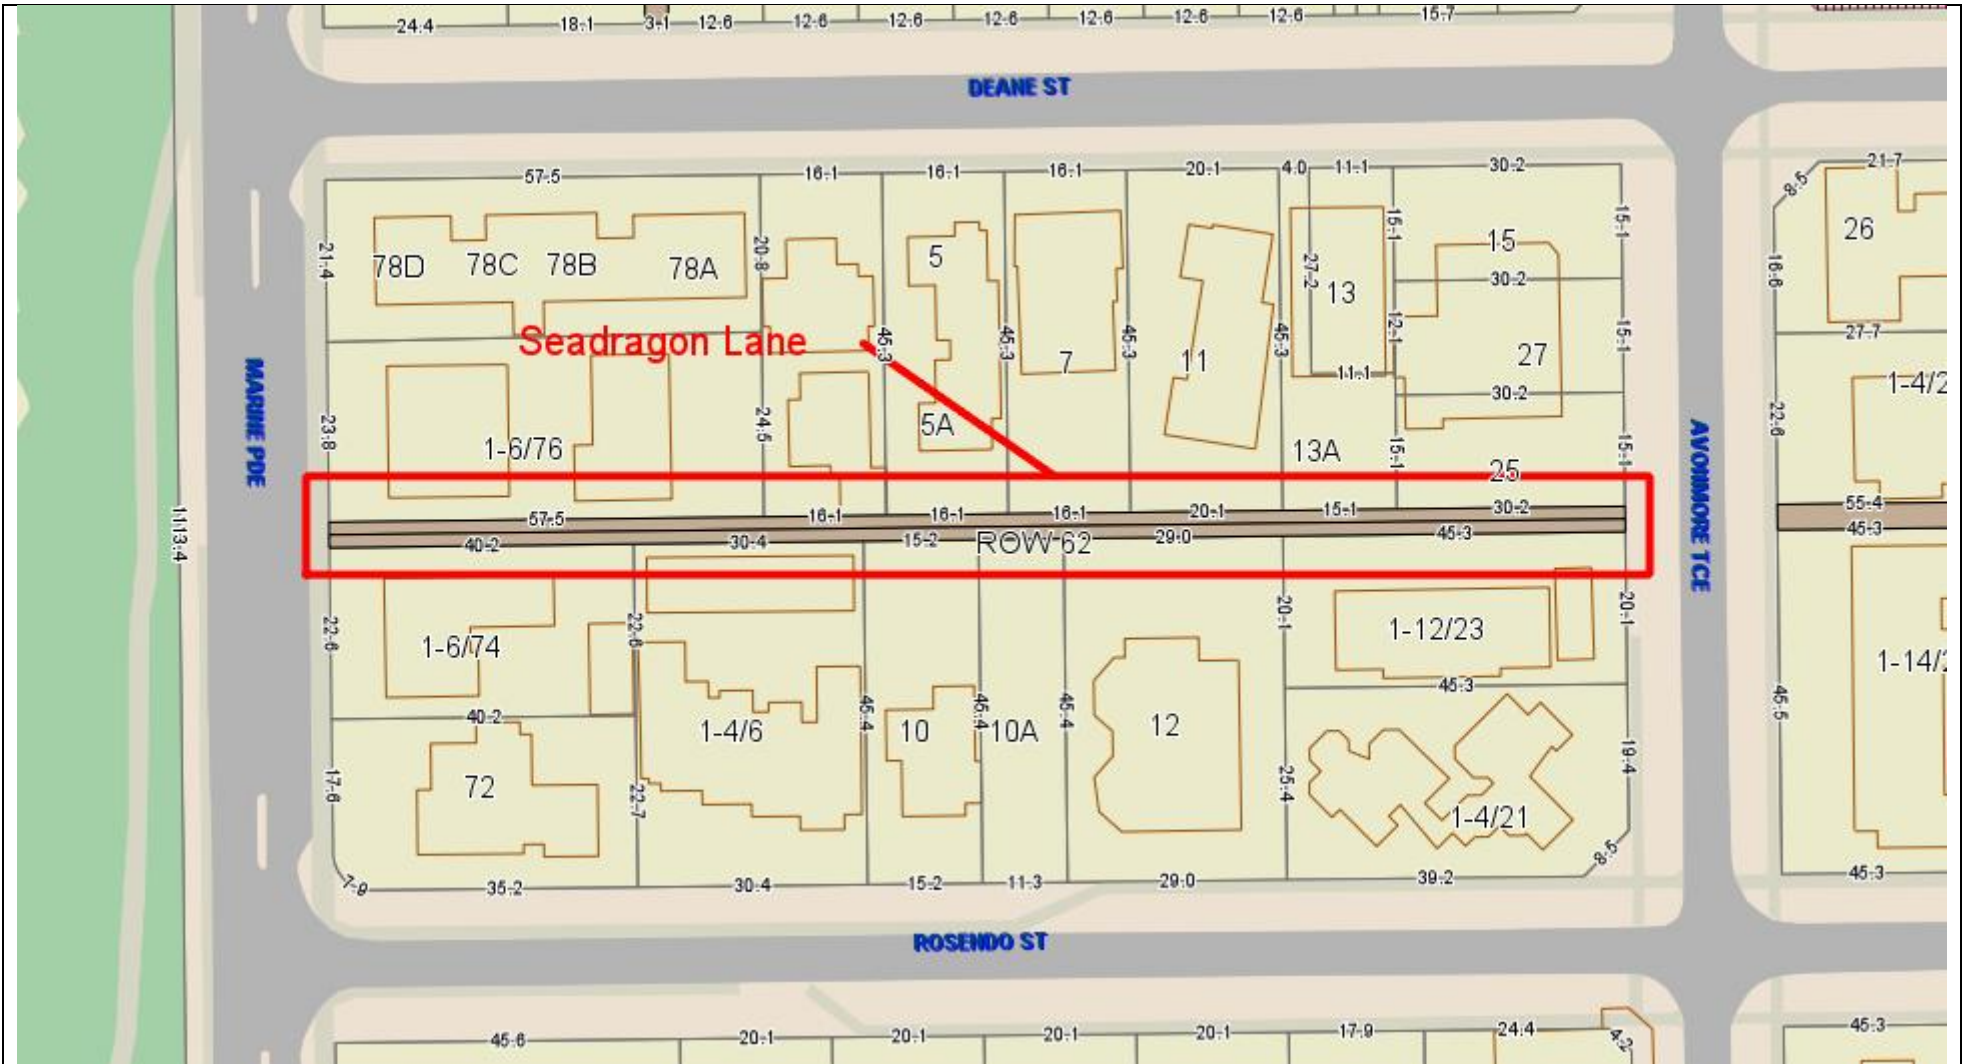 24.4 18.1 3.1 12.6 12.6 12.6 12.6 12.6 12.6 12.6 15.7
DEANE ST
57.5 16.1 16.1 16.1 20.1 4.0 11.1 30.2 21.7
8.5
21.4 20.8 15.1 15.1
78D 78C 78B 78A 5 15 26
27.2 13 30.2 16.6
Seadragon Lane
45.3 45.3 45.3 45.3 12.1 15.1
7 11 11.1 27 27.7
MARINE PDE
30.2 1-4/2
23.8 24.5 5A 15.1 15.1 22.6
1-6/76 13A 25
AVONMORE TCE
57.5 16.1 16.1 16.1 20.1 15.1 30.2 55.4
40.2 30.4 15.2 ROW 62 29.0 45.3 45.3
1113.4
22.6 22.6 20.1 20.1
1-6/74 1-12/23 1-14/2
45.3
40.2 45.4 45.4 45.4 45.5
1-4/6 10 10A 12
72 17.6 22.7 25.4 19.4
1-4/21
8.5
7.9 35.2 30.4 15.2 11.3 29.0 39.2 45.3
ROSENDO ST
45.6 20.1 20.1 20.1 20.1 17.9 24.4 4.2 45.3